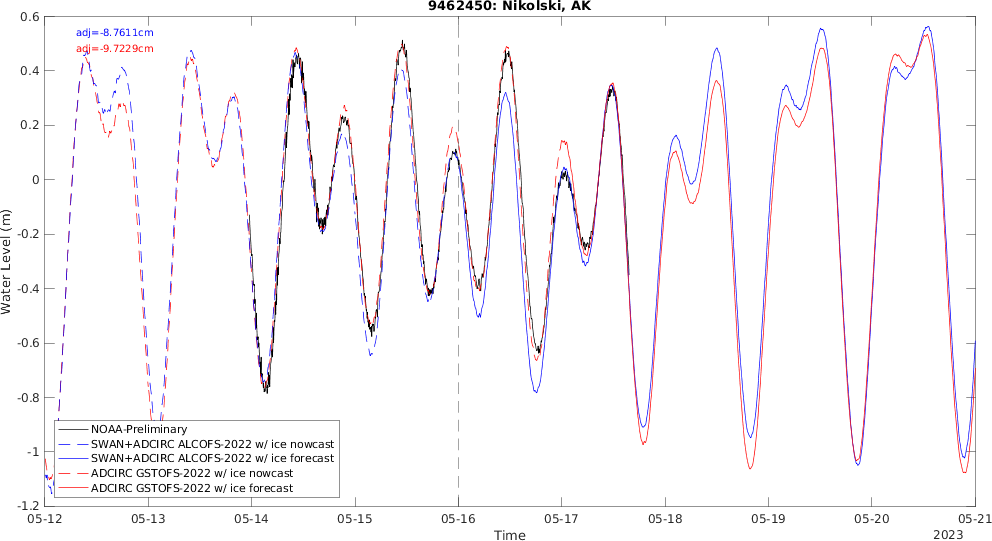 9462450: Nikolski, AK
adj=-8.7611cm
adj=-9.7229cm
Water Level (m)
0.6
0.4
0.2
0
-0.2
-0.4
-0.6
-0.8
-1
-1.2
NOAA-Preliminary
SWAN+ADCIRC ALCOFS-2022 w/ ice nowcast
SWAN+ADCIRC ALCOFS-2022 w/ ice forecast
ADCIRC GSTOFS-2022 w/ ice nowcast
ADCIRC GSTOFS-2022 w/ ice forecast
05-12 05-13 05-14 05-15 05-16 05-17 05-18 05-19 05-20 05-21
Time
2023